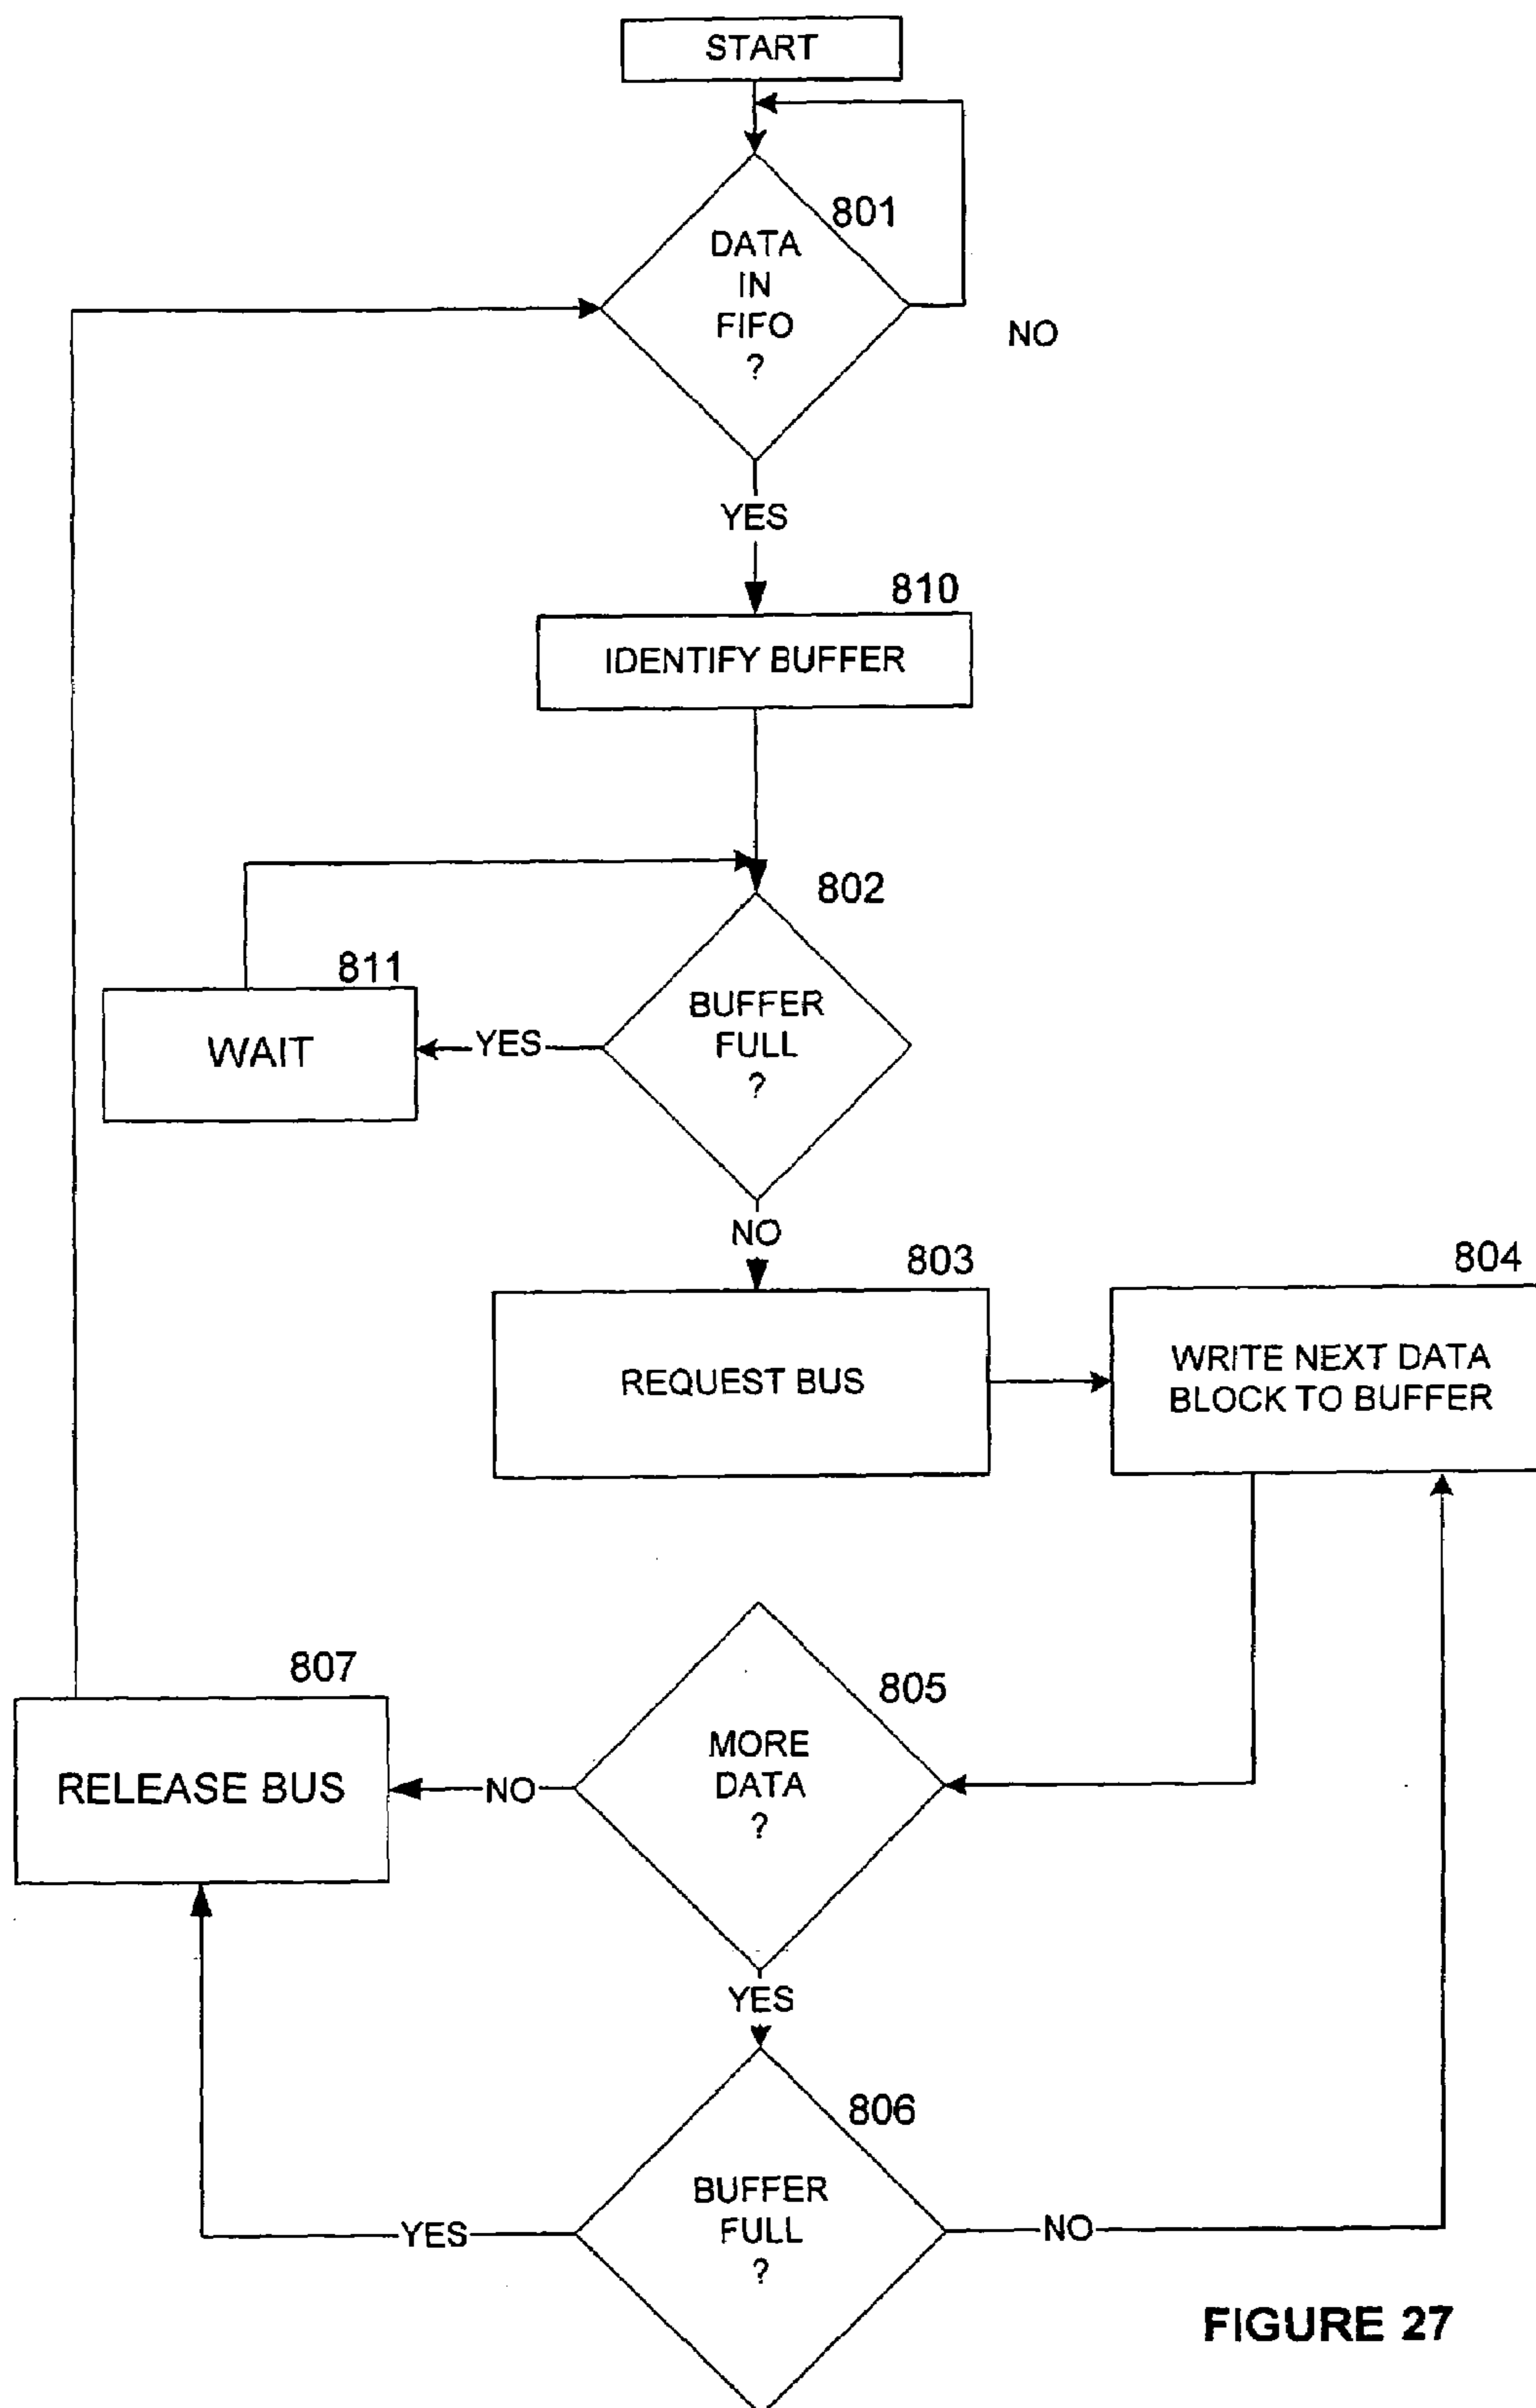 START
801
DATA
IN
FIFO
?
NO
YES
810
IDENTIFY BUFFER
802
811
BUFFER
FULL
?
YES
WAIT
NO
803
804
REQUEST BUS
WRITE NEXT DATA
BLOCK TO BUFFER
807
805
MORE
DATA
?
NO
RELEASE BUS
YES
806
BUFFER
FULL
?
YES
NO
FIGURE 27